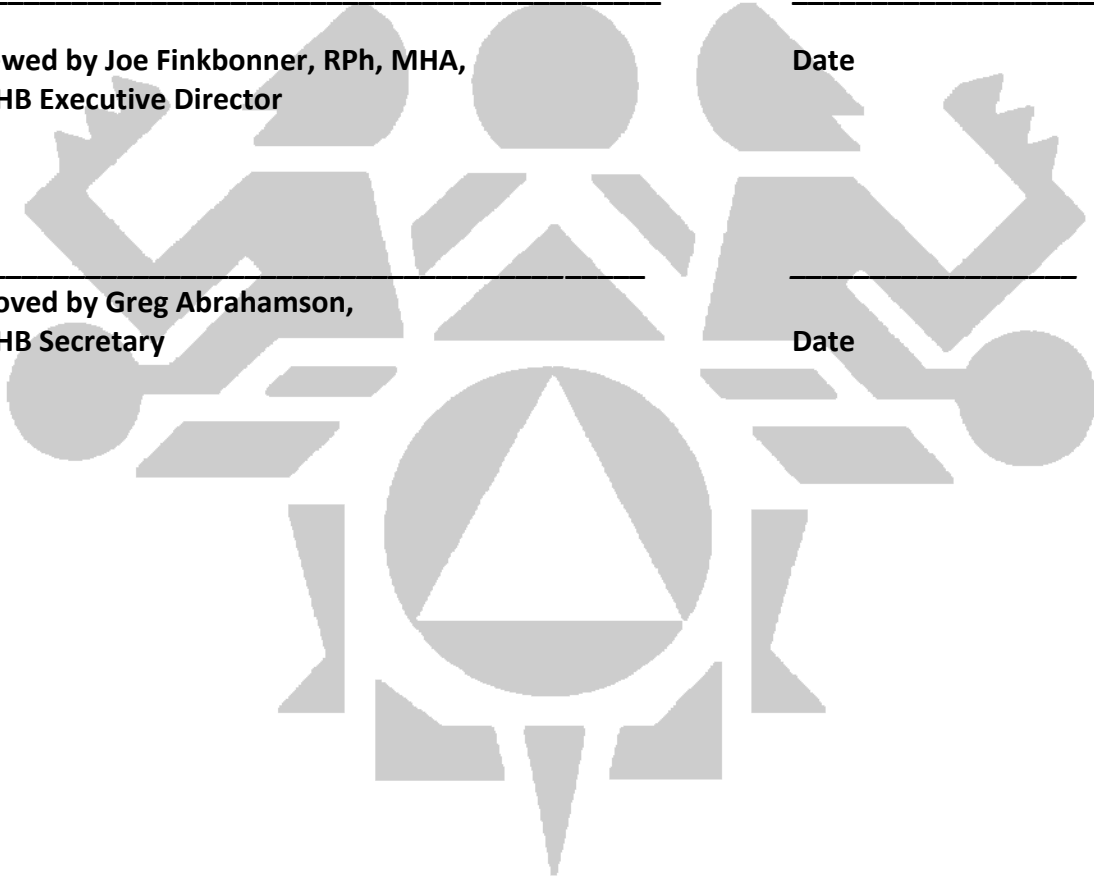 wed by Joe Finkbonner, RPh, MHA, Date
HB Executive Director
oved by Greg Abrahamson,
HB Secretary Date